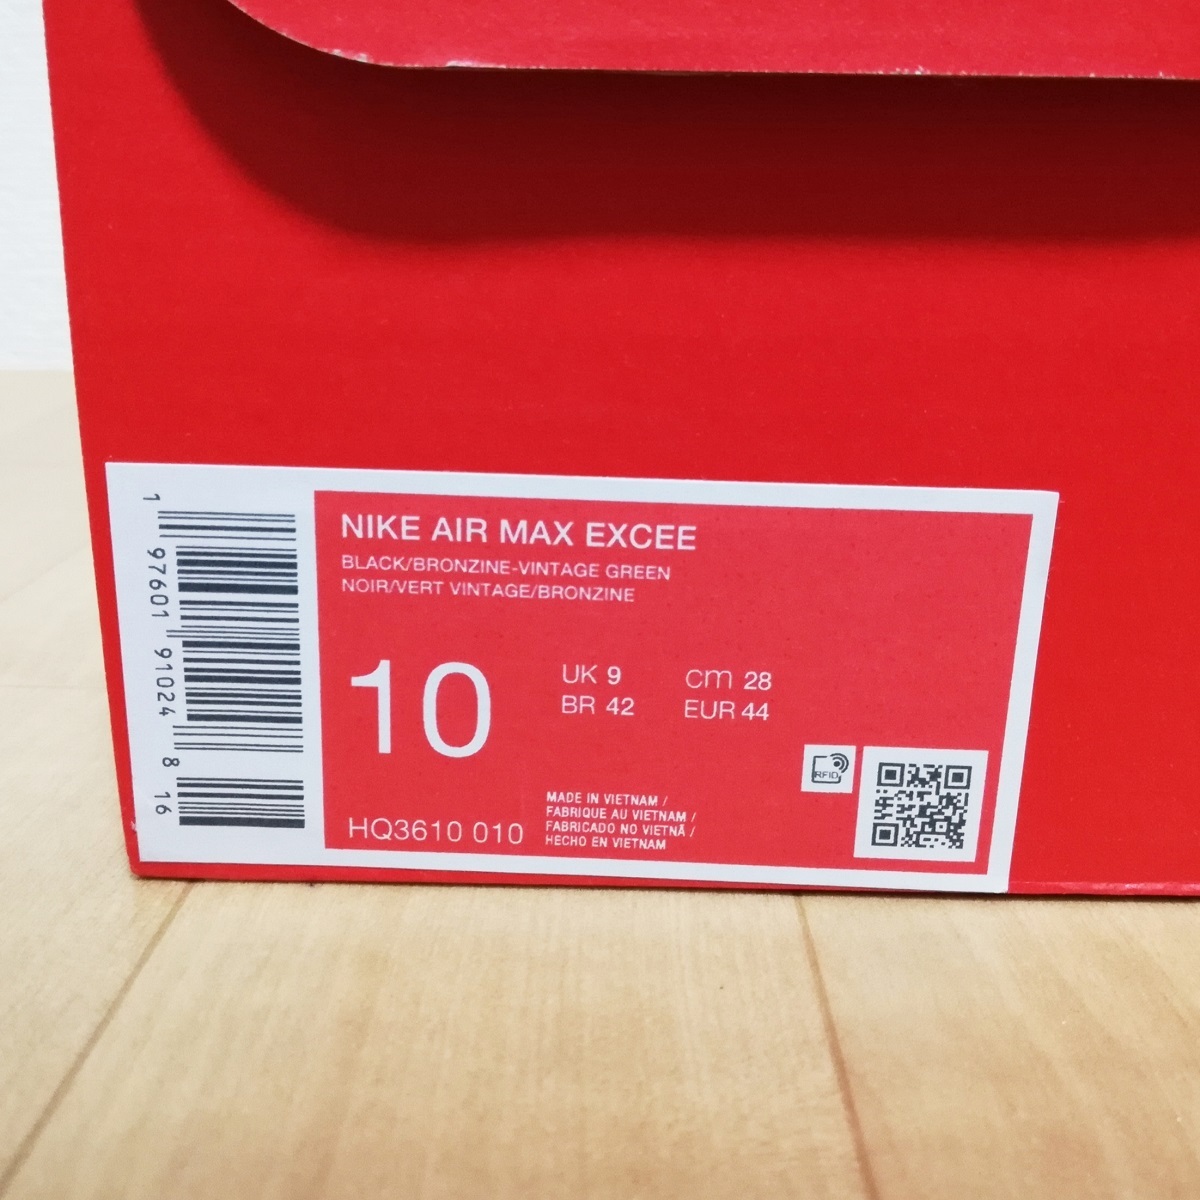 1 97601 91024 8 16
NIKE AIR MAX EXCEE
BLACK/BRONZINE-VINTAGE GREEN
NOIR/VERT VINTAGE/BRONZINE
10
UK 9 cm 28
BR 42 EUR 44
RFID
HQ3610 010
MADE IN VIETNAM /
FABRIQUE AU VIETNAM /
FABRICADO NO VIETNÃ /
HECHO EN VIETNAM